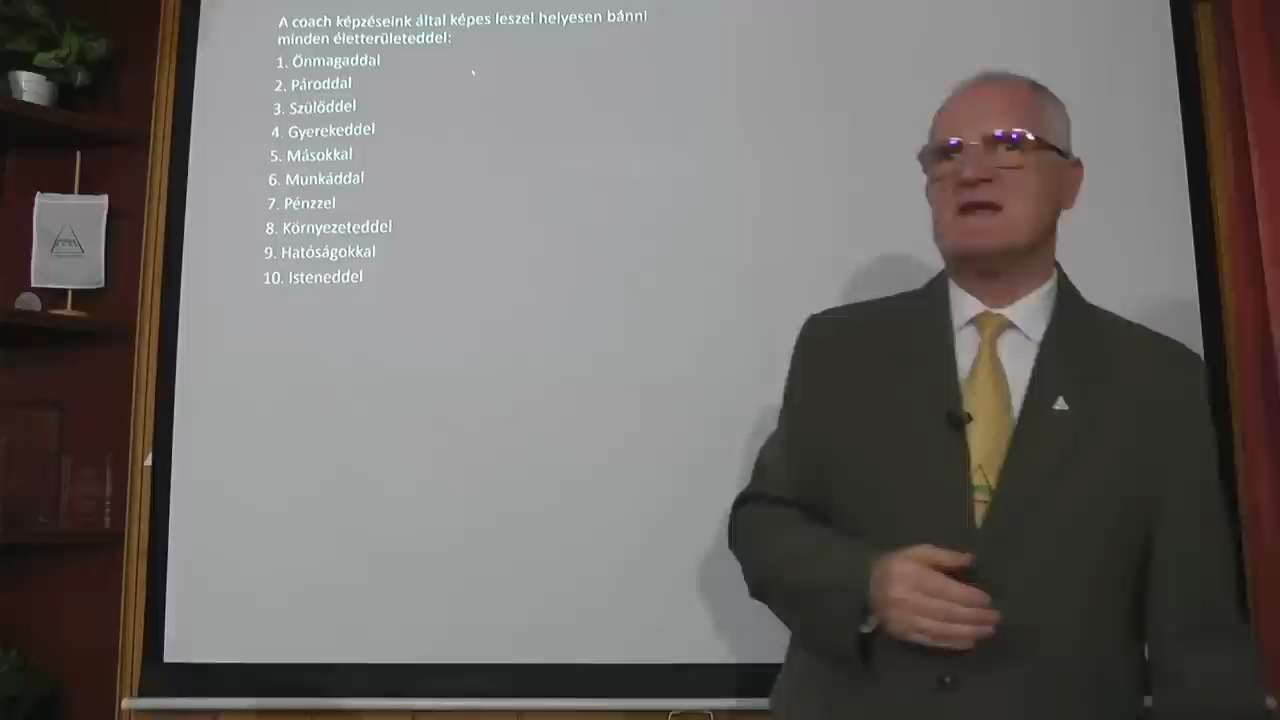 A coach képzéseink által képes leszel helyesen bánni
minden életterületeddel:
1. Önmagaddal
2. Pároddal
3. Szülőddel
4. Gyerekeddel
5. Másokkal
6. Munkáddal
7. Pénzzel
8. Környezeteddel
9. Hatóságokkal
10. Isteneddel